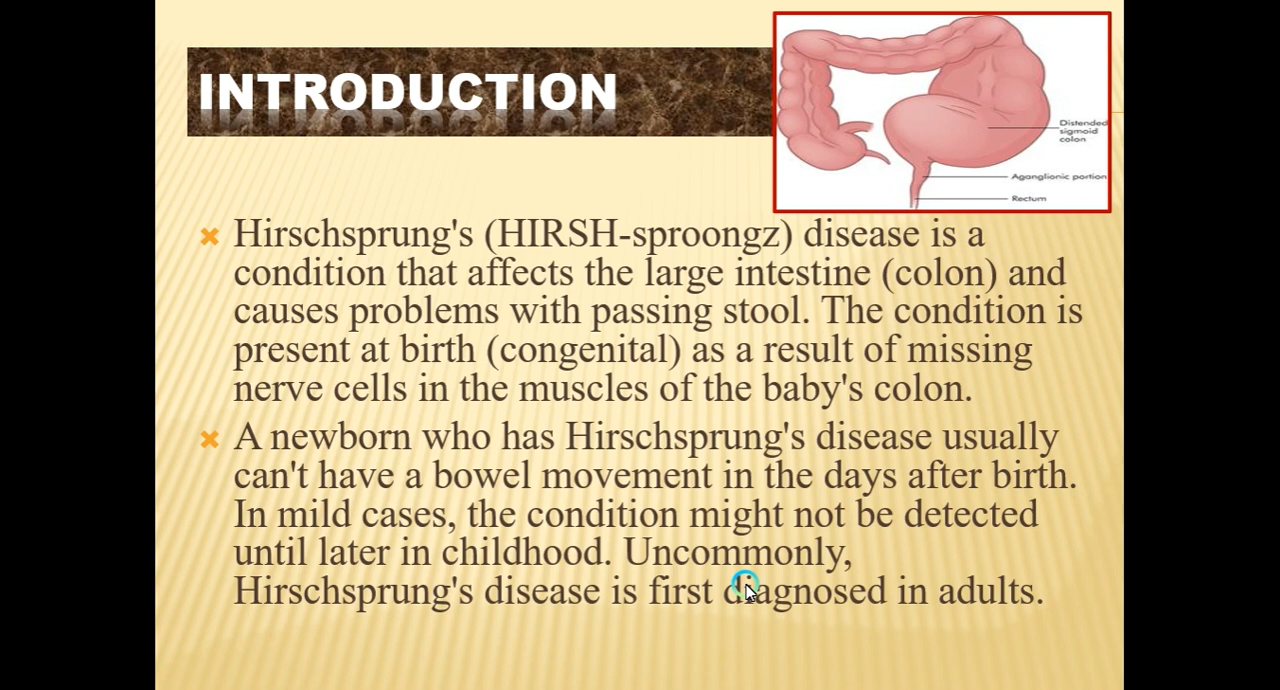 INTRODUCTION
Distended
sigmoid
colon
Aganglionic portion
Rectum
Hirschsprung's (HIRSH-sproongz) disease is a
condition that affects the large intestine (colon) and
causes problems with passing stool. The condition is
present at birth (congenital) as a result of missing
nerve cells in the muscles of the baby's colon.
A newborn who has Hirschsprung's disease usually
can't have a bowel movement in the days after birth.
In mild cases, the condition might not be detected
until later in childhood. Uncommonly,
Hirschsprung's disease is first diagnosed in adults.